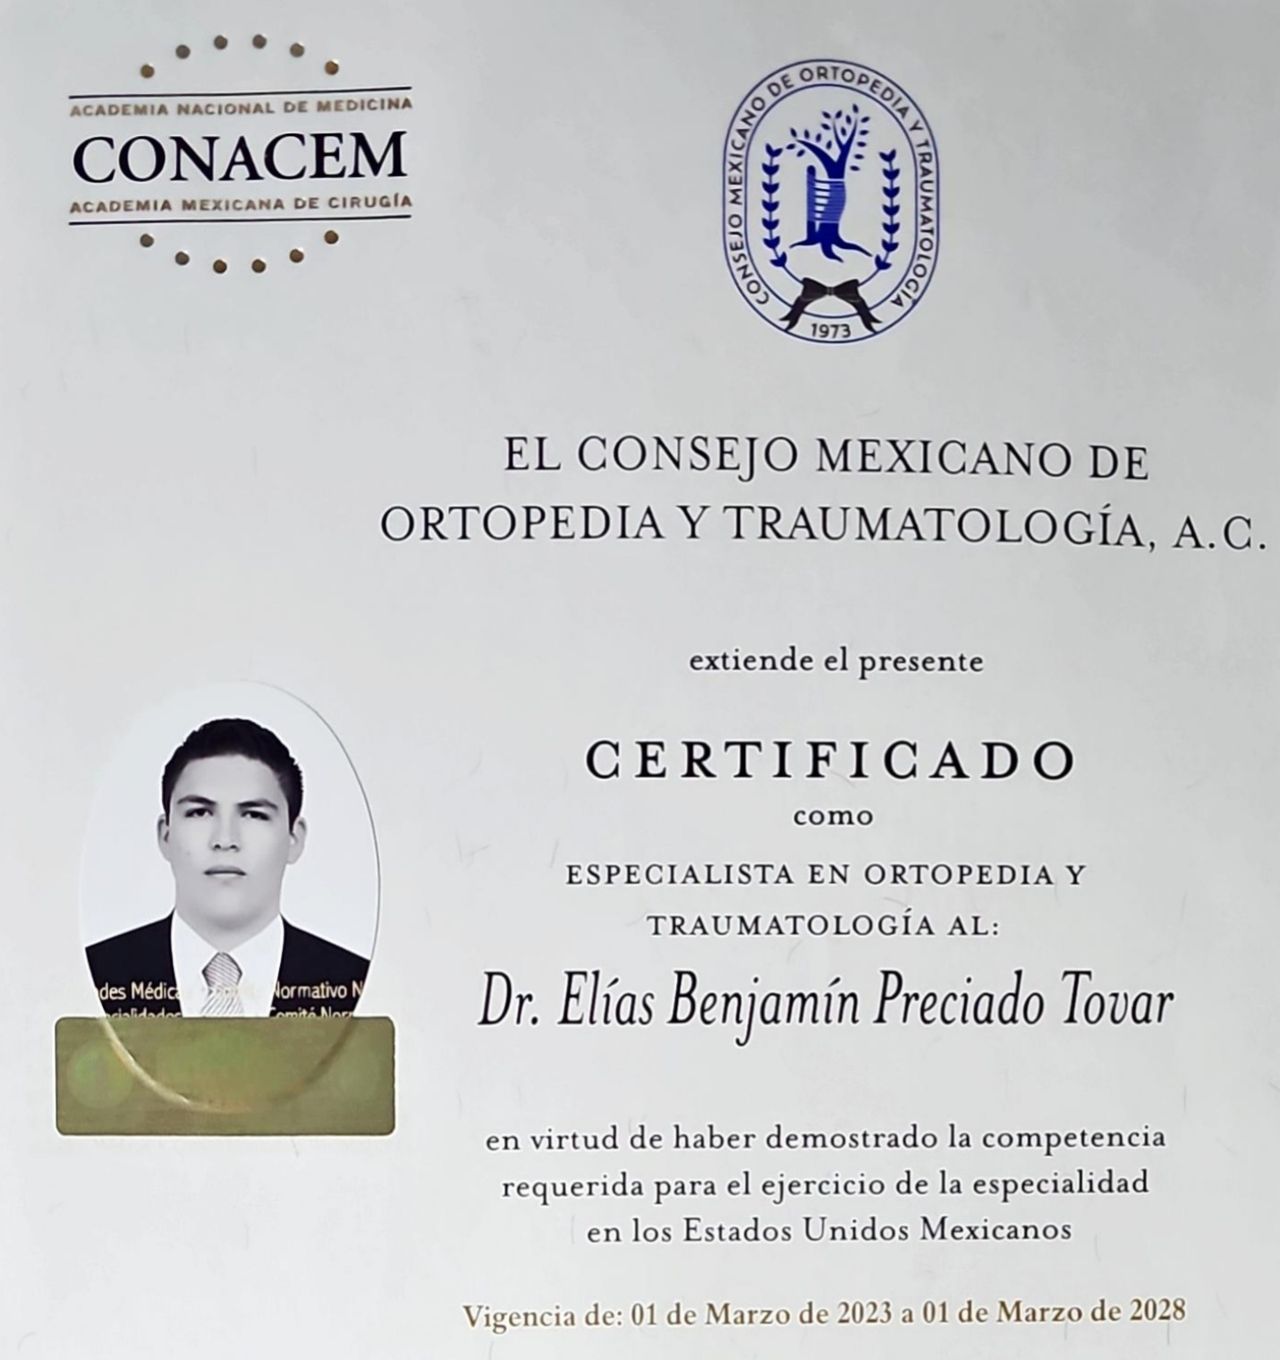 ACADEMIA NACIONAL DE MEDICINA
CONACEM
ACADEMIA MEXICANA DE CIRUGÍA
CONSEJO MEXICANO DE ORTOPEDIA Y TRAUMATOLOGÍA
1973
EL CONSEJO MEXICANO DE
ORTOPEDIA Y TRAUMATOLOGÍA, A.C.
extiende el presente
CERTIFICADO
como
ESPECIALISTA EN ORTOPEDIA Y
TRAUMATOLOGÍA AL:
des Médica Normativo N
Dr. Elías Benjamín Preciado Tovar
en virtud de haber demostrado la competencia
requerida para el ejercicio de la especialidad
en los Estados Unidos Mexicanos
Vigencia de: 01 de Marzo de 2023 a 01 de Marzo de 2028